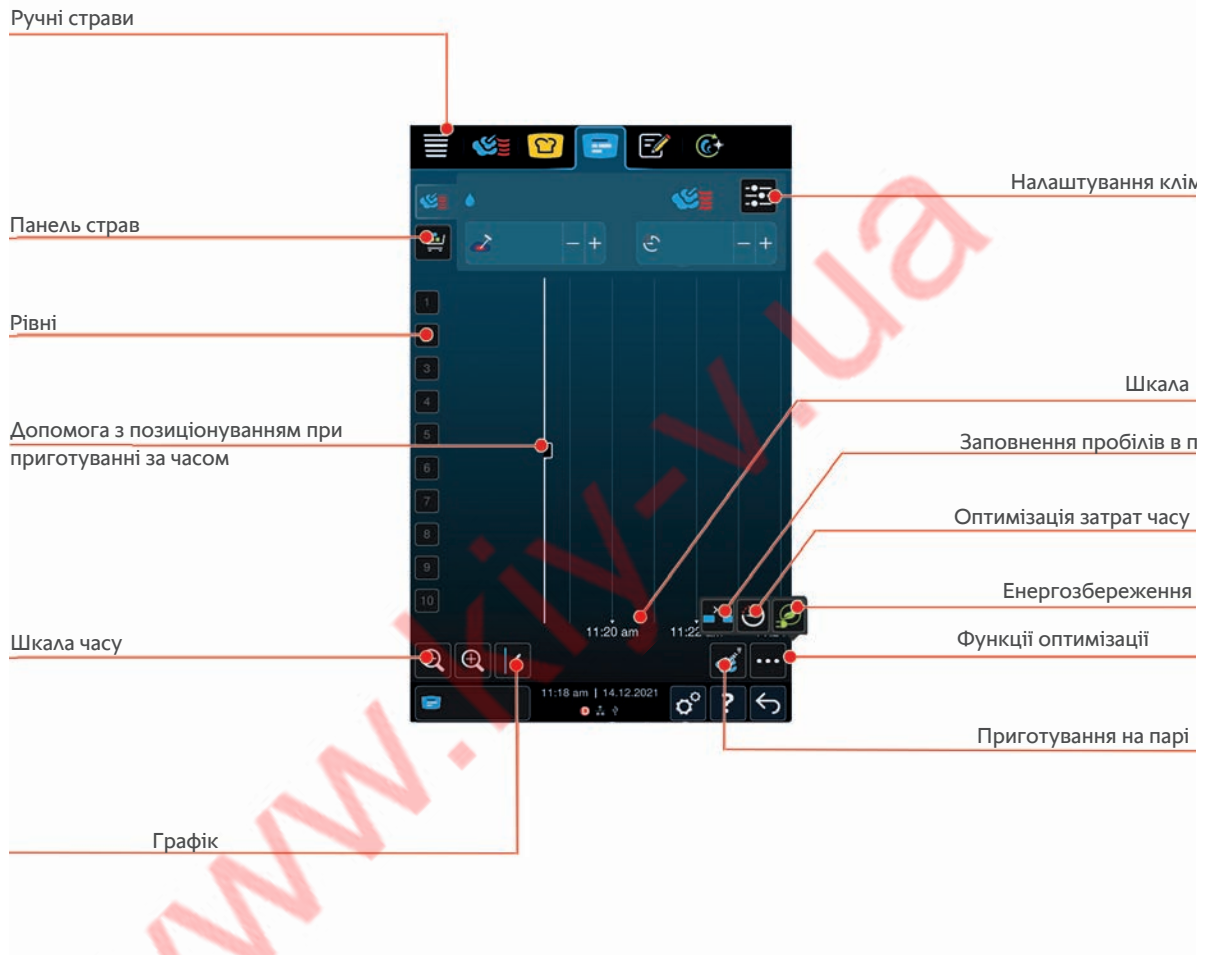 Ручні страви
Налаштування клім
Панель страв
Рівні
1
3
4
5
6
7
8
9
10
Шкала
Допомога з позиціонуванням при
приготуванні за часом
Заповнення пробілів в п
Оптимізація затрат часу
Енергозбереження
11:20 am
Шкала часу
Функції оптимізації
11:18 am | 14.12.2021
?
Приготування на парі
Графік
www.kiy-v.ua